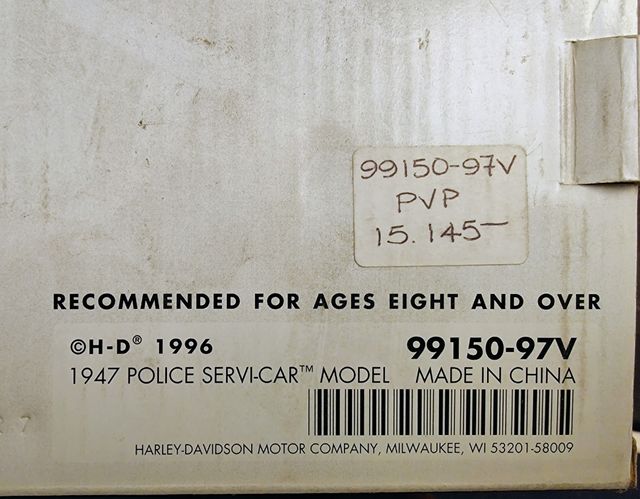 99150-97V
PVP
15.145—
RECOMMENDED FOR AGES EIGHT AND OVER
©H-D® 1996 99150-97V
1947 POLICE SERVI-CAR™ MODEL MADE IN CHINA
HARLEY-DAVIDSON MOTOR COMPANY, MILWAUKEE, WI 53201-58009